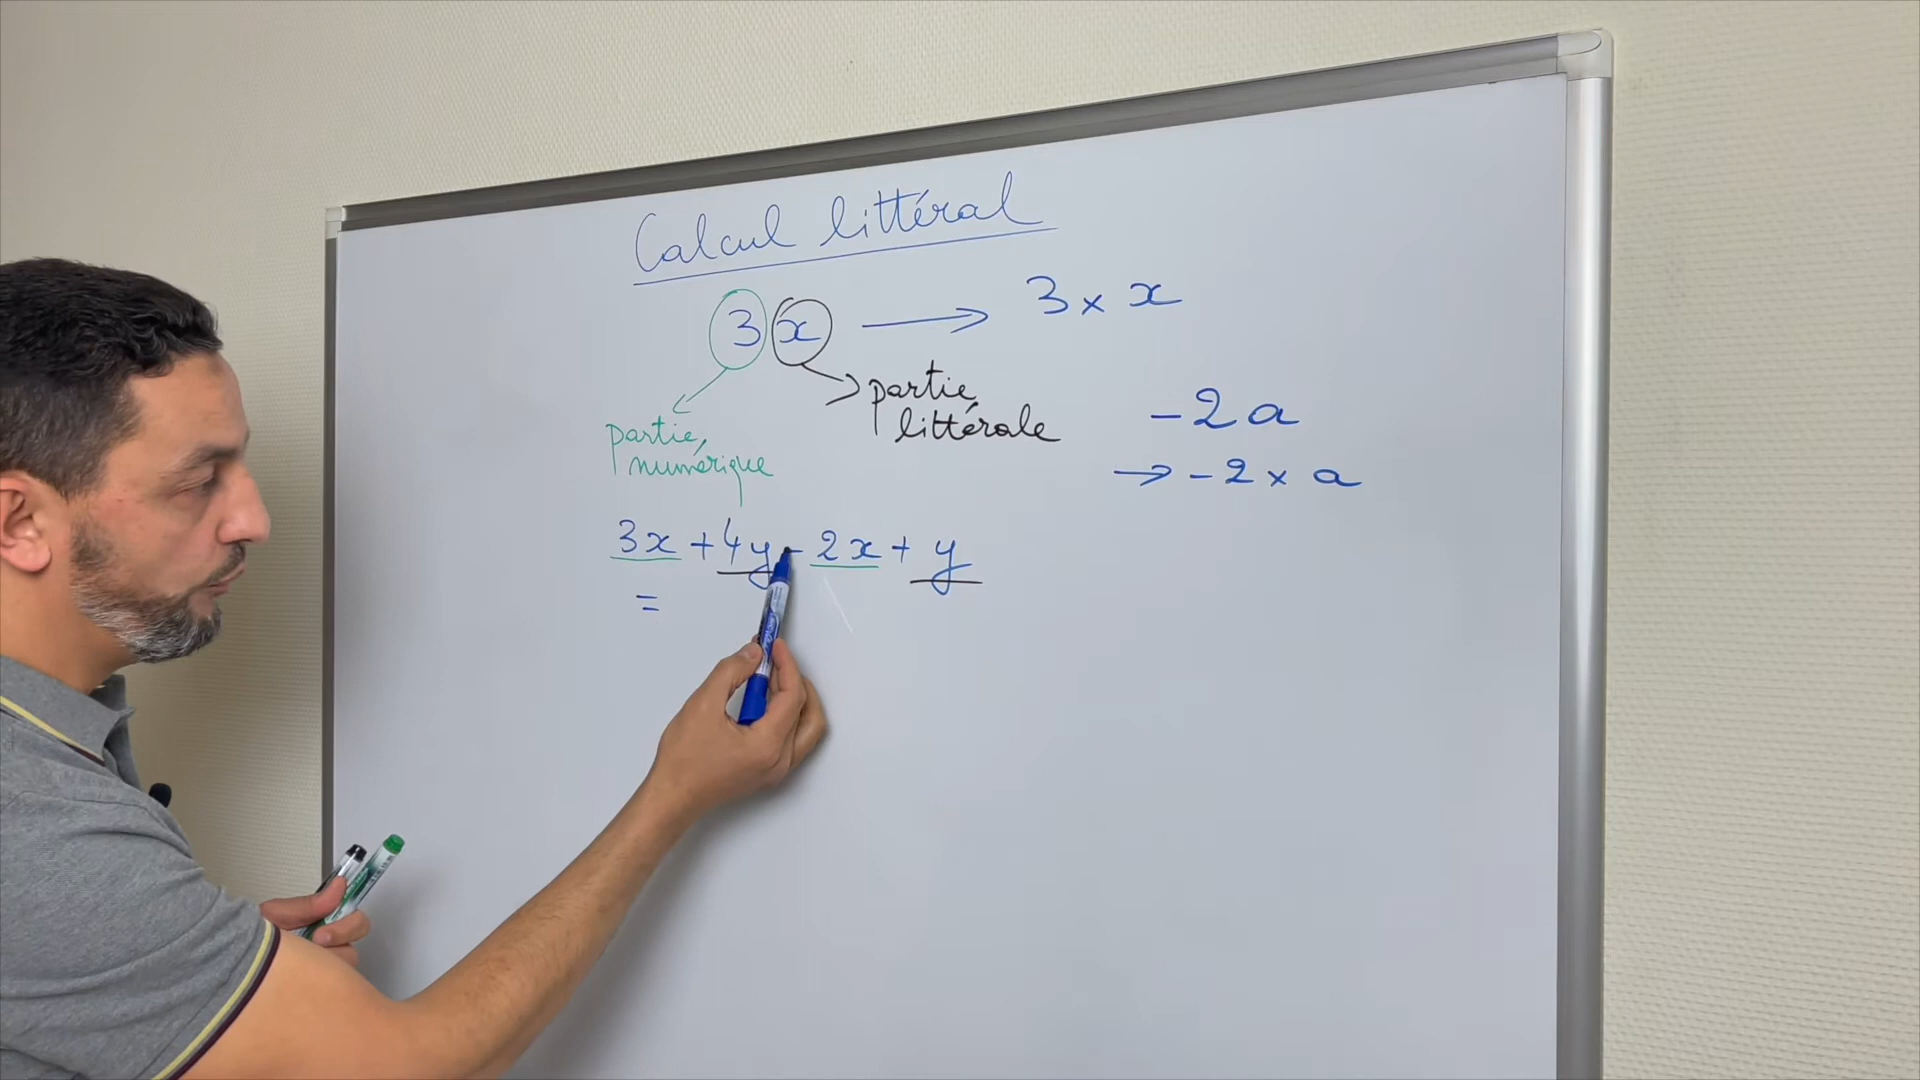 Calcul littéral
3x → 3 × x
partie littérale
partie numérique
-2a
→ -2 × a
3x + 4y - 2x + y
=